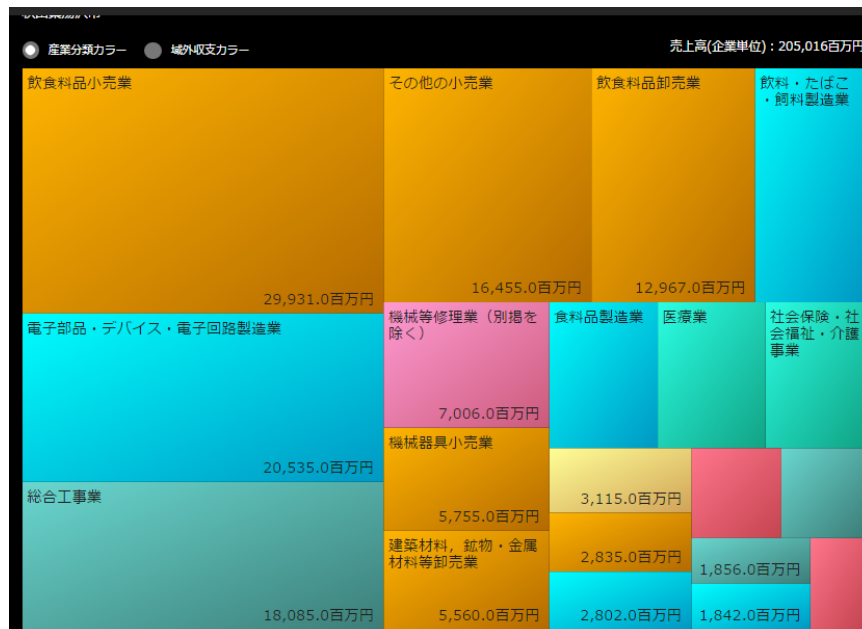 産業分類カラー
域外収支カラー
売上高(企業単位)：205,016百万円
飲食料品小売業
29,931.0百万円
その他の小売業
16,455.0百万円
飲食料品卸売業
12,967.0百万円
飲料・たばこ
・飼料製造業
電子部品・デバイス・電子回路製造業
20,535.0百万円
総合工事業
18,085.0百万円
機械等修理業（別掲を
除く）
7,006.0百万円
機械器具小売業
5,755.0百万円
建築材料，鉱物・金属
材料等卸売業
5,560.0百万円
食料品製造業
医療業
社会保険・社
会福祉・介護
事業
3,115.0百万円
2,835.0百万円
2,802.0百万円
1,856.0百万円
1,842.0百万円